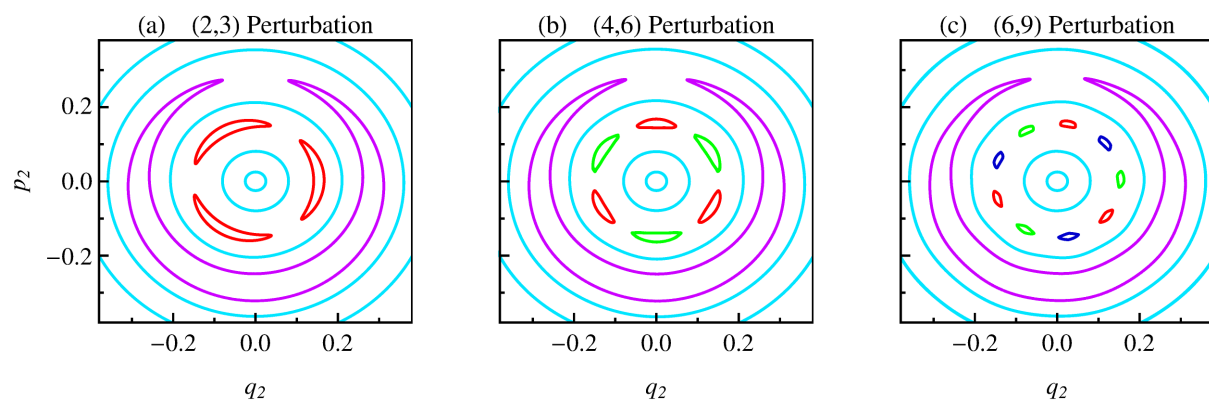 (a) (2,3) Perturbation
(b) (4,6) Perturbation
(c) (6,9) Perturbation
p2
0.2
0.0
−0.2
−0.2 0.0 0.2
−0.2 0.0 0.2
−0.2 0.0 0.2
q2
q2
q2